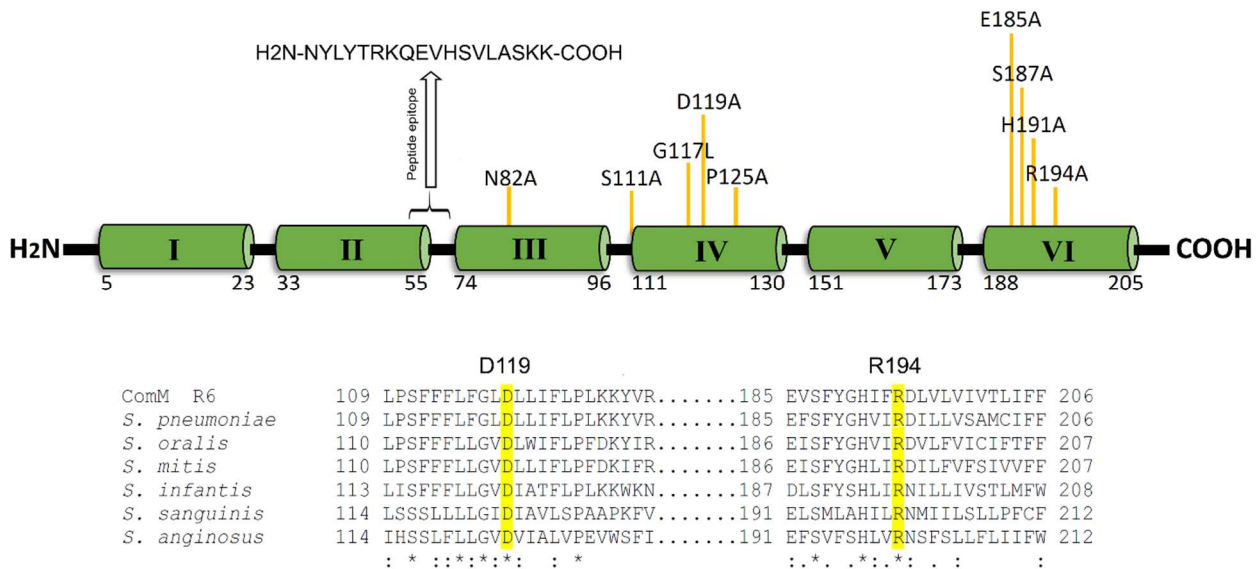 E185A
H2N-NYLYTRKQEVHSVLASKK-COOH
S187A
D119A
Peptide epitope
H191A
G117L
N82A
S111A
P125A
R194A
H2N I II III IV V VI COOH
5 23 33 55 74 96 111 130 151 173 188 205
D119 R194
ComM R6 109 LPSFFFLFGLDLLIFLPLKKYVR........185 EVSFYGHIFRDLVLVIVTLIFF 206
S. pneumoniae 109 LPSFFFLFGLDLLIFLPLKKYVR........185 EFSFYGHVIRDILLVSAMCIFF 206
S. oralis 110 LPSFFFLLGVDLWIFLPFDKYIR........186 EISFYGHVIRDVLFVICIFTFF 207
S. mitis 110 LPSFFFLLGVDLLIFLPFDKIFR........186 EISFYGHLIRDILFVFSIVVFF 207
S. infantis 113 LISFFFLLGVDIATFLPLKKWKN........187 DLSFYSHLIRNILLIVSTLMFW 208
S. sanguinis 114 LSSSLLLLGIDIAVLSPAAPKFV........191 ELSMLAHILRNMIILSLLPFCF 212
S. anginosus 114 IHSSLFLLGVDVIALVPEVWSFI........191 EFSVFSHLVRNSFSLLFLIIFW 212
: * :*:*:* : : * :.*. *:.*: . : :